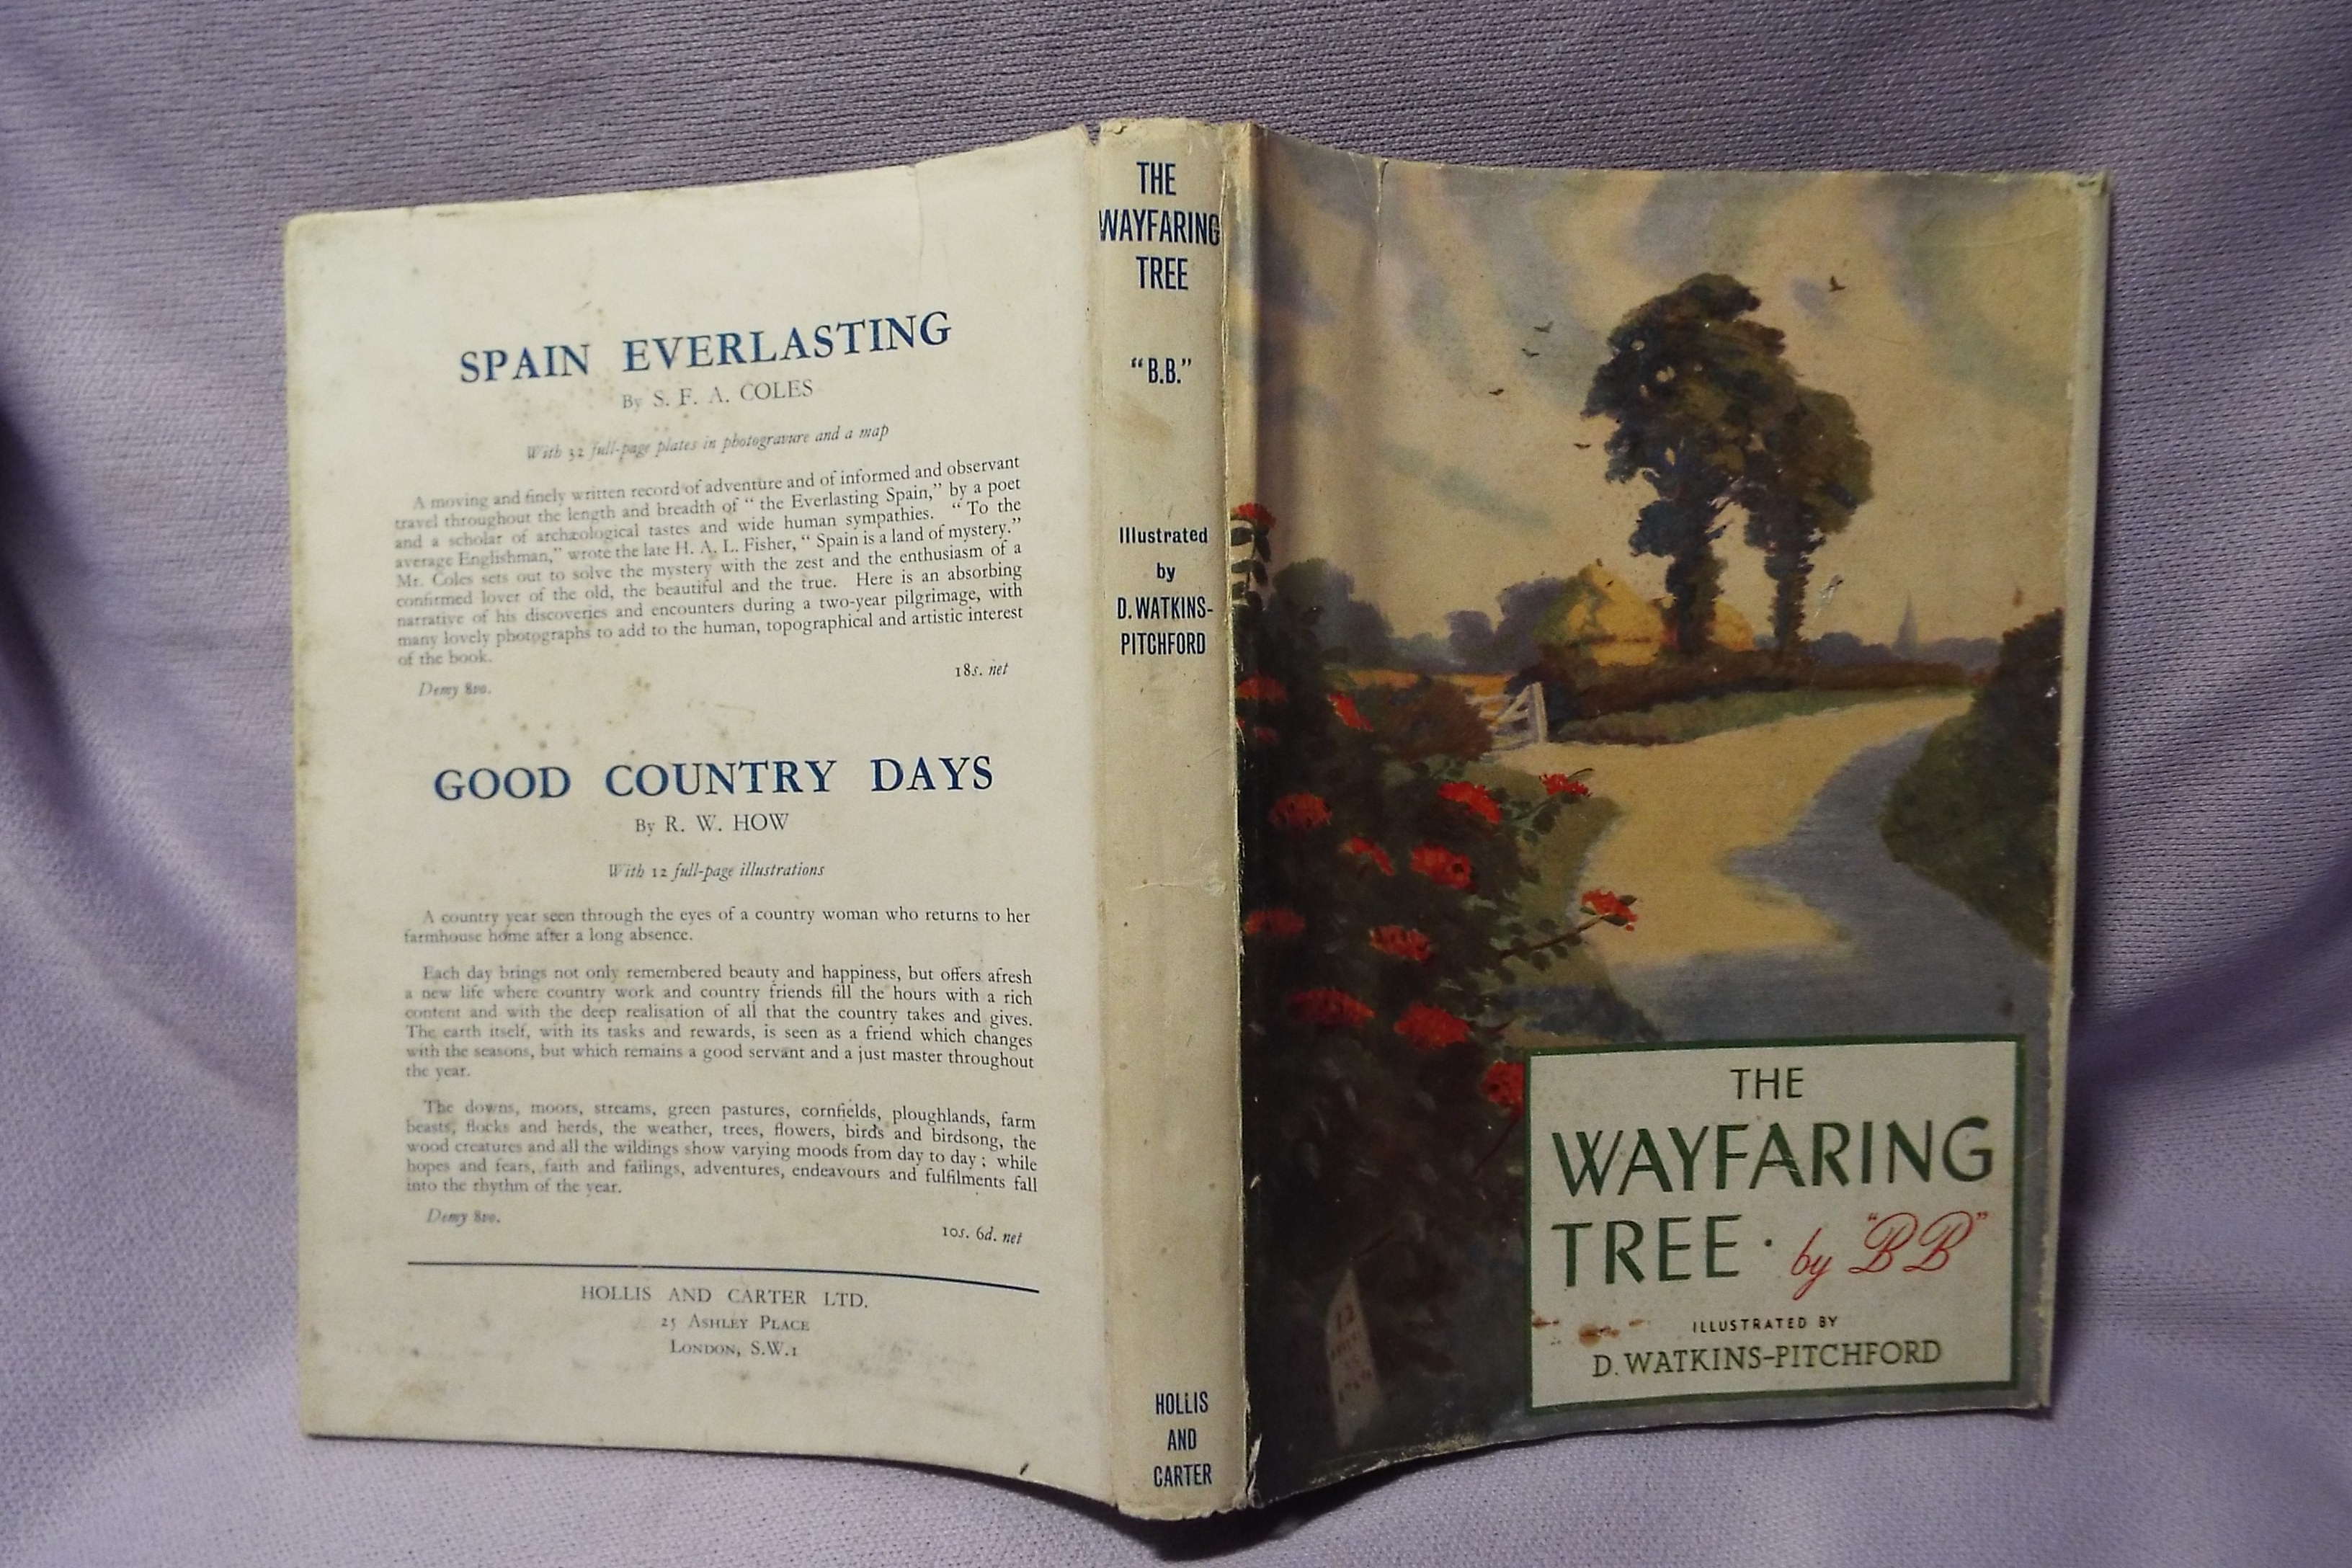 SPAIN EVERLASTING
By S. F. A. COLES
With 32 full-page plates in photogravure and a map
A moving and finely written record of adventure and of informed and observant
travel throughout the length and breadth of “ the Everlasting Spain,” by a poet
and a scholar of archæological tastes and wide human sympathies. “ To the
average Englishman,” wrote the late H. A. L. Fisher, “ Spain is a land of mystery.”
Mr. Coles sets out to solve the mystery with the zest and the enthusiasm of a
confirmed lover of the old, the beautiful and the true. Here is an absorbing
narrative of his discoveries and encounters during a two-year pilgrimage, with
many lovely photographs to add to the human, topographical and artistic interest
of the book.
Demy 8vo.
18s. net
GOOD COUNTRY DAYS
By R. W. HOW
With 12 full-page illustrations
A country year seen through the eyes of a country woman who returns to her
farmhouse home after a long absence.
Each day brings not only remembered beauty and happiness, but offers afresh
a new life where country work and country friends fill the hours with a rich
content and with the deep realisation of all that the country takes and gives.
The earth itself, with its tasks and rewards, is seen as a friend which changes
with the seasons, but which remains a good servant and a just master throughout
the year.
The downs, moors, streams, green pastures, cornfields, ploughlands, farm
beasts, flocks and herds, the weather, trees, flowers, birds and birdsong, the
wood creatures and all the wildings show varying moods from day to day ; while
hopes and fears, faith and failings, adventures, endeavours and fulfilments fall
into the rhythm of the year.
Demy 8vo.
10s. 6d. net
HOLLIS AND CARTER LTD.
25 ASHLEY PLACE
LONDON, S.W.1
THE
WAYFARING
TREE
“B.B.”
Illustrated
by
D. WATKINS-
PITCHFORD
HOLLIS
AND
CARTER
12
THE
WAYFARING
TREE · by "BB"
ILLUSTRATED BY
D. WATKINS-PITCHFORD